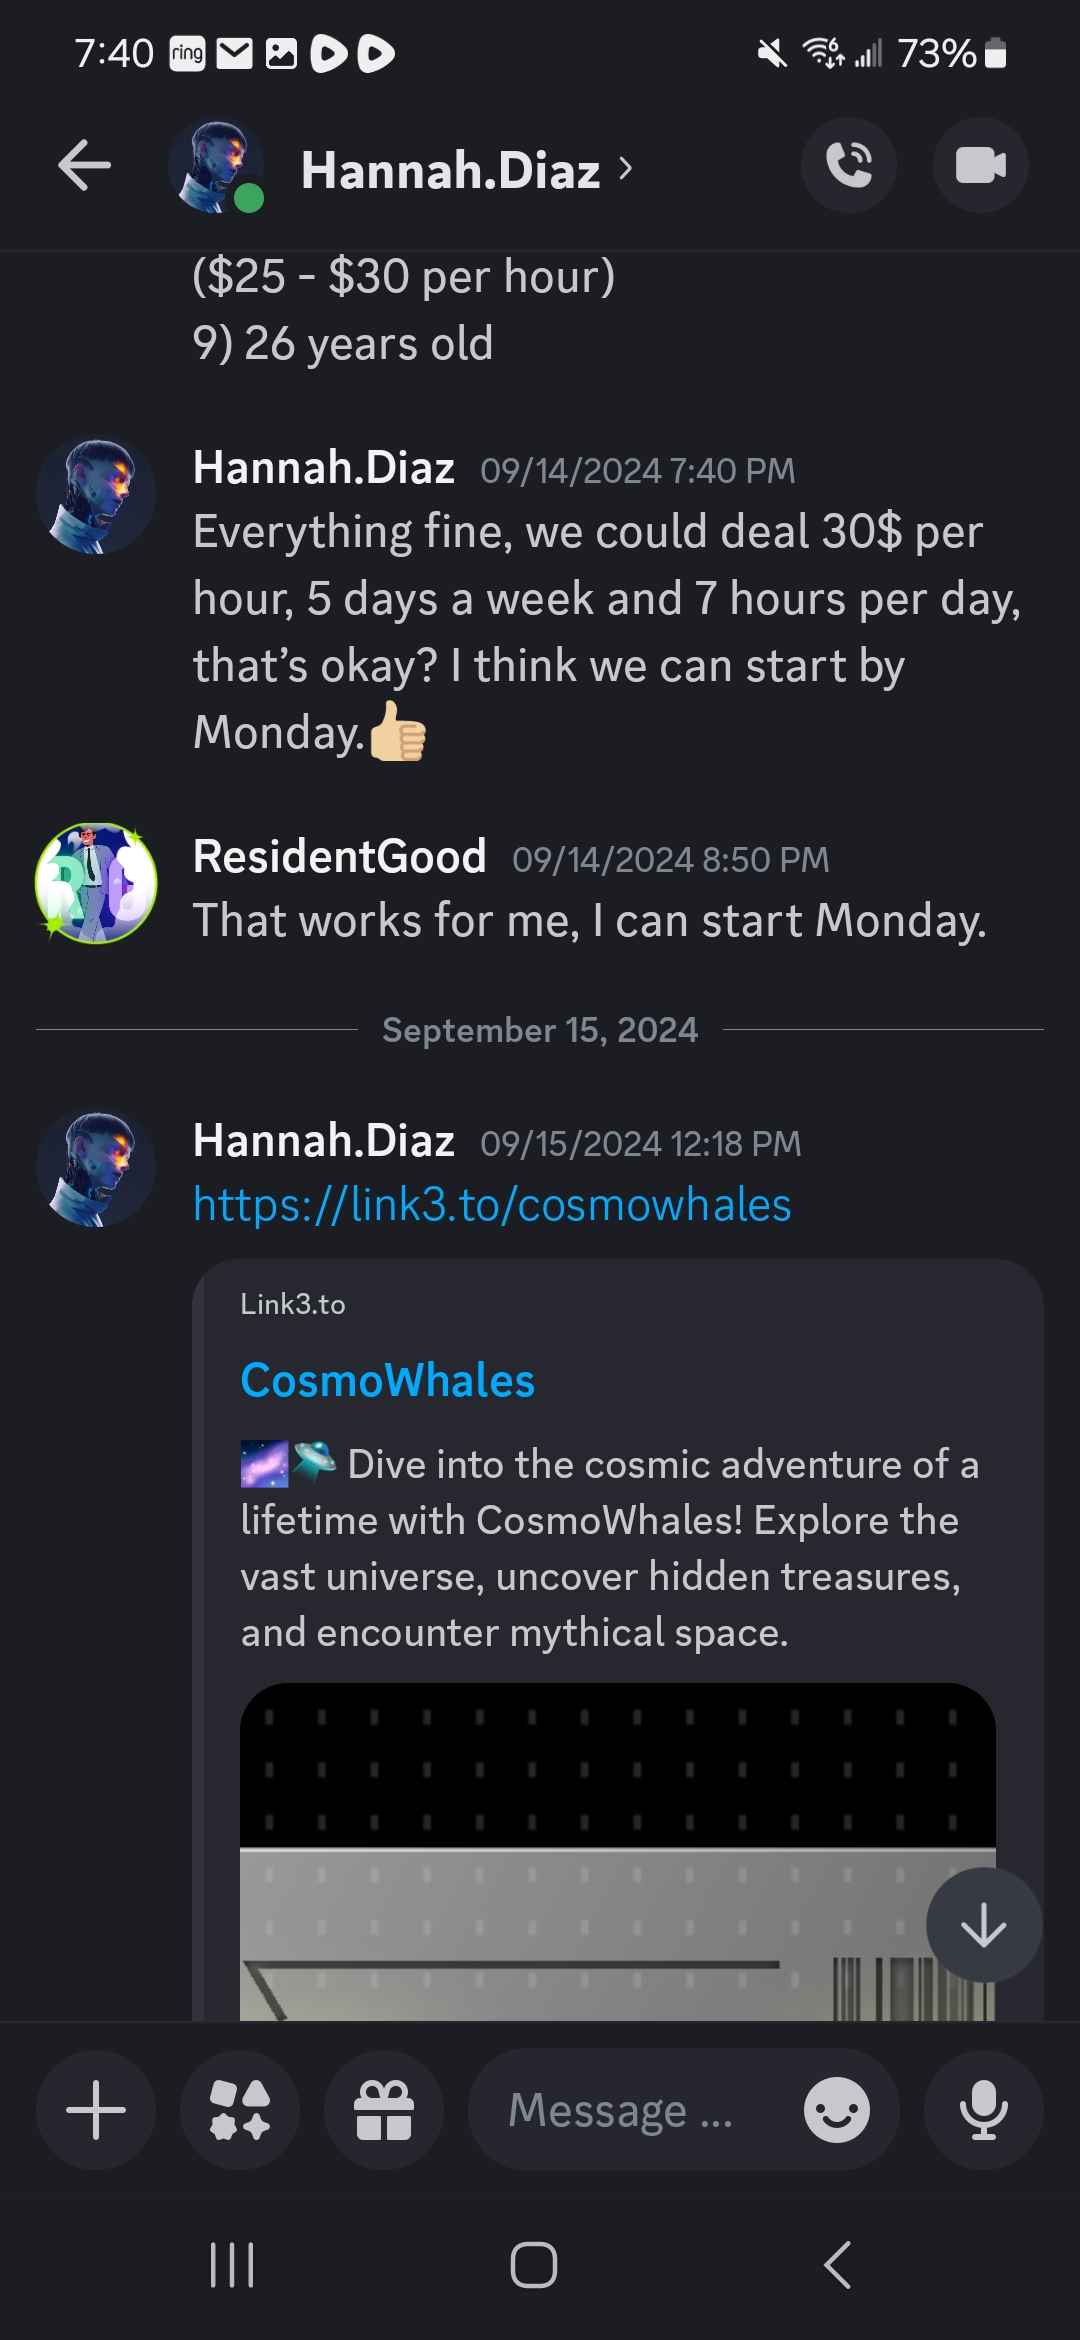 7:40 ring 73%
Hannah.Diaz
($25 - $30 per hour)
9) 26 years old
Hannah.Diaz 09/14/2024 7:40 PM
Everything fine, we could deal 30$ per
hour, 5 days a week and 7 hours per day,
that’s okay? I think we can start by
Monday.👍🏼
ResidentGood 09/14/2024 8:50 PM
That works for me, I can start Monday.
September 15, 2024
Hannah.Diaz 09/15/2024 12:18 PM
https://link3.to/cosmowhales
Link3.to
CosmoWhales
🌌🛸 Dive into the cosmic adventure of a
lifetime with CosmoWhales! Explore the
vast universe, uncover hidden treasures,
and encounter mythical space.
Message ...